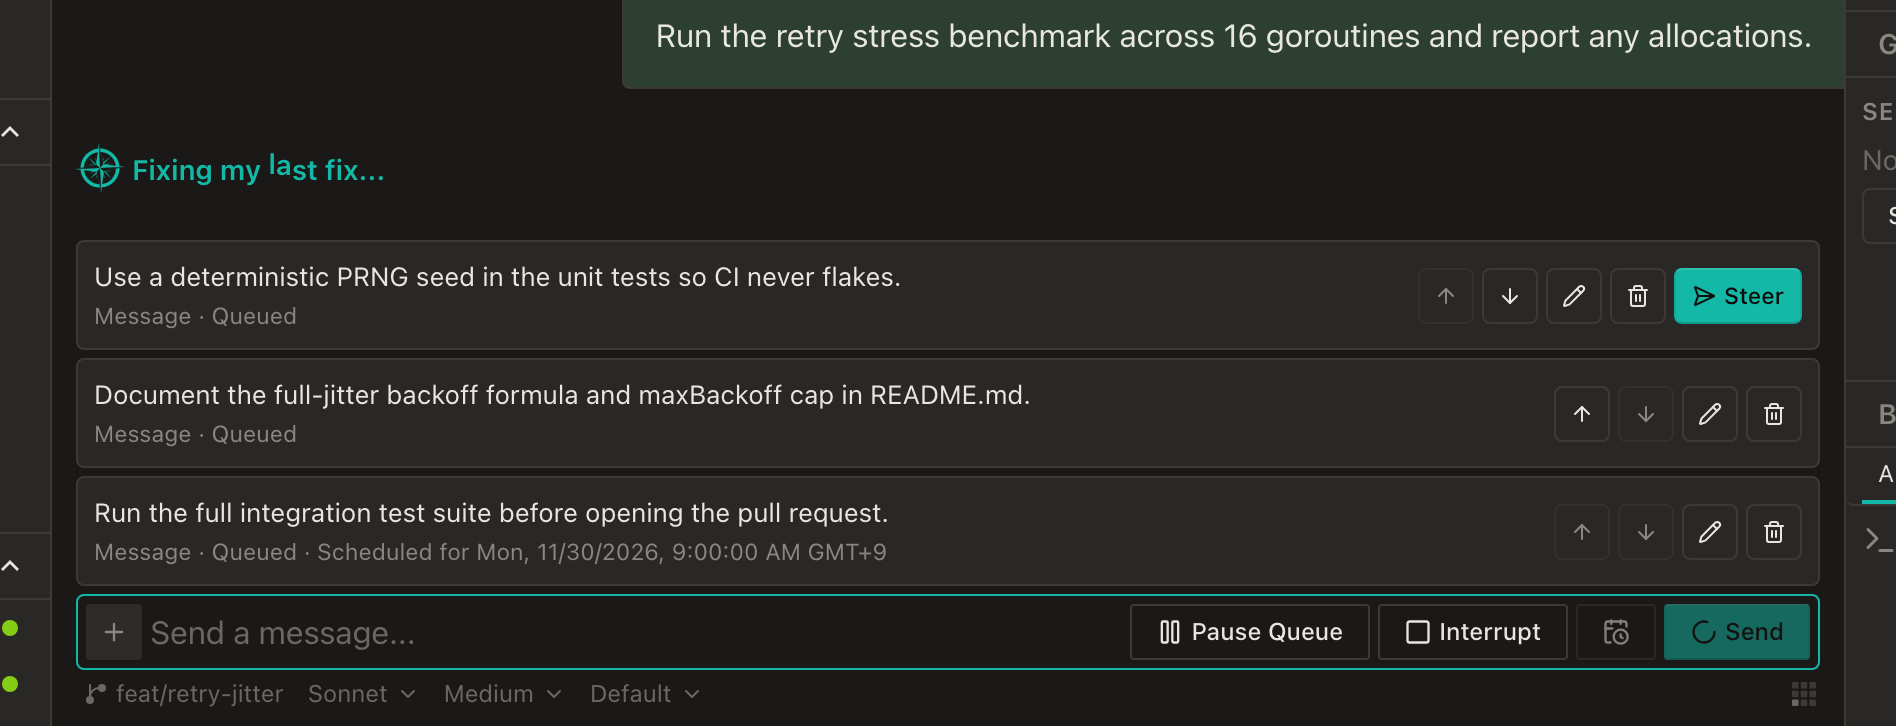 Run the retry stress benchmark across 16 goroutines and report any allocations.
Fixing my last fix...
Use a deterministic PRNG seed in the unit tests so CI never flakes.
Message · Queued
Steer
Document the full-jitter backoff formula and maxBackoff cap in README.md.
Message · Queued
Run the full integration test suite before opening the pull request.
Message · Queued · Scheduled for Mon, 11/30/2026, 9:00:00 AM GMT+9
Send a message... Pause Queue Interrupt Send
feat/retry-jitter Sonnet Medium Default